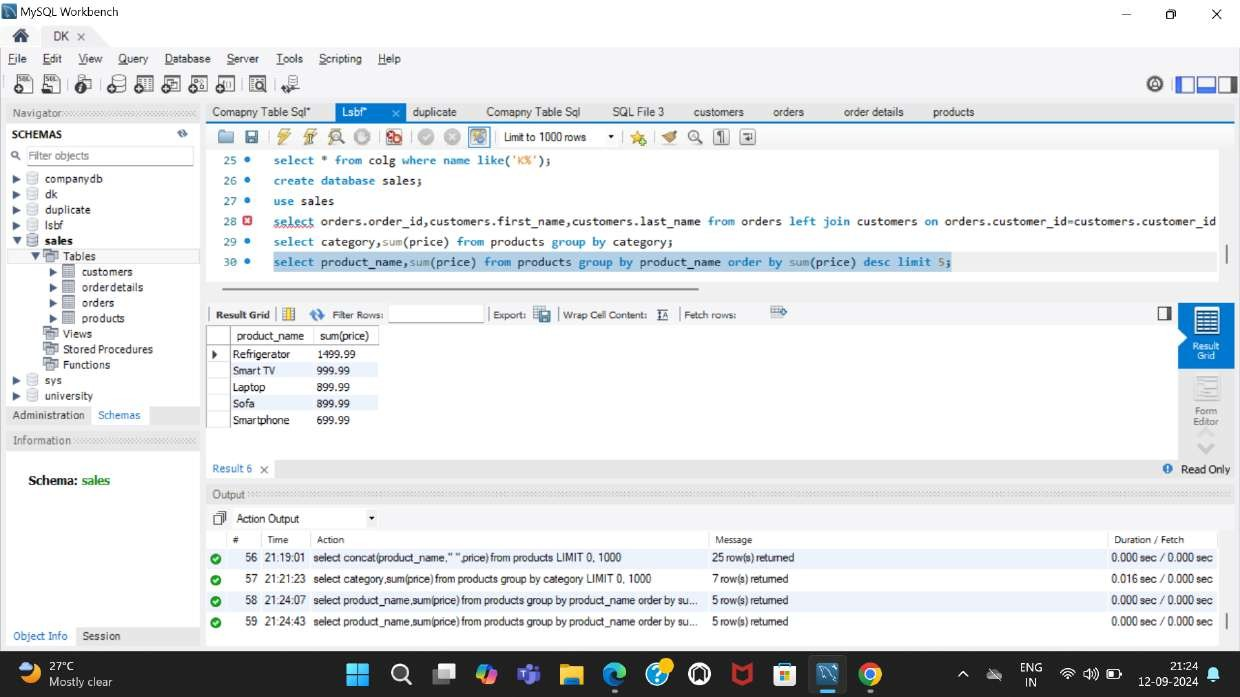 MySQL Workbench
DK
File Edit View Query Database Server Tools Scripting Help
Navigator
SCHEMAS
Filter objects
companydb
dk
duplicate
lsbf
sales
Tables
customers
orderdetails
orders
products
Views
Stored Procedures
Functions
sys
university
Administration Schemas
Information
Schema: sales
Object Info Session
Comapny Table Sql* Lsbf* duplicate Comapny Table Sql SQL File 3 customers orders order details products
Limit to 1000 rows
25 select * from colg where name like('K%');
26 create database sales;
27 use sales
28 select orders.order_id,customers.first_name,customers.last_name from orders left join customers on orders.customer_id=customers.customer_id
29 select category,sum(price) from products group by category;
30 select product_name,sum(price) from products group by product_name order by sum(price) desc limit 5;
Result Grid Filter Rows: Export: Wrap Cell Content: Fetch rows:
product_name sum(price)
Refrigerator 1499.99
Smart TV 999.99
Laptop 899.99
Sofa 899.99
Smartphone 699.99
Result Grid
Form Editor
Result 6
Read Only
Output
Action Output
# Time Action Message Duration / Fetch
56 21:19:01 select concat(product_name," ",price) from products LIMIT 0, 1000 25 row(s) returned 0.000 sec / 0.000 sec
57 21:21:23 select category,sum(price) from products group by category LIMIT 0, 1000 7 row(s) returned 0.016 sec / 0.000 sec
58 21:24:07 select product_name,sum(price) from products group by product_name order by su... 5 row(s) returned 0.000 sec / 0.000 sec
59 21:24:43 select product_name,sum(price) from products group by product_name order by su... 5 row(s) returned 0.000 sec / 0.000 sec
27°C
Mostly clear
ENG
IN
21:24
12-09-2024